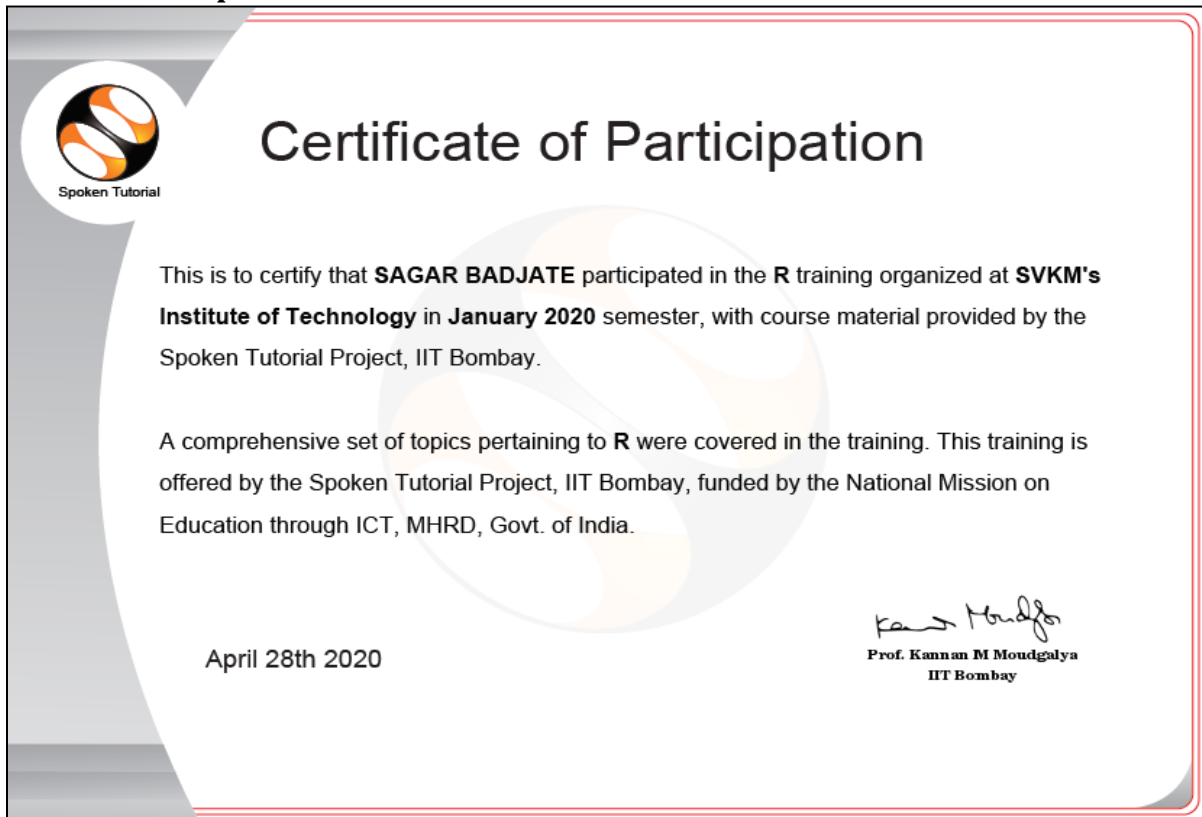 Spoken Tutorial
Certificate of Participation
This is to certify that SAGAR BADJATE participated in the R training organized at SVKM's
Institute of Technology in January 2020 semester, with course material provided by the
Spoken Tutorial Project, IIT Bombay.
A comprehensive set of topics pertaining to R were covered in the training. This training is
offered by the Spoken Tutorial Project, IIT Bombay, funded by the National Mission on
Education through ICT, MHRD, Govt. of India.
April 28th 2020
Prof. Kannan M Moudgalya
IIT Bombay